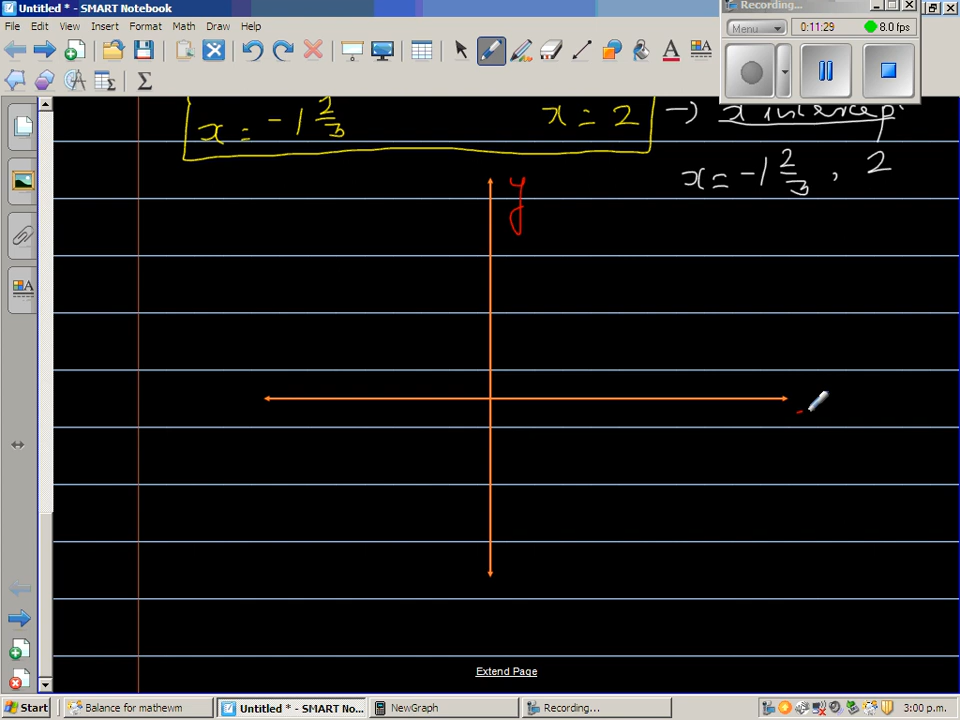 Untitled * - SMART Notebook
Recording...
File Edit View Insert Format Math Draw Help
Menu
0:11:29
8.0 fps
x = -1 2/3
x = 2
→ x intercept
x = -1 2/3 , 2
y
Extend Page
Start
Balance for mathewm
Untitled * - SMART No...
NewGraph
Recording...
3:00 p.m.